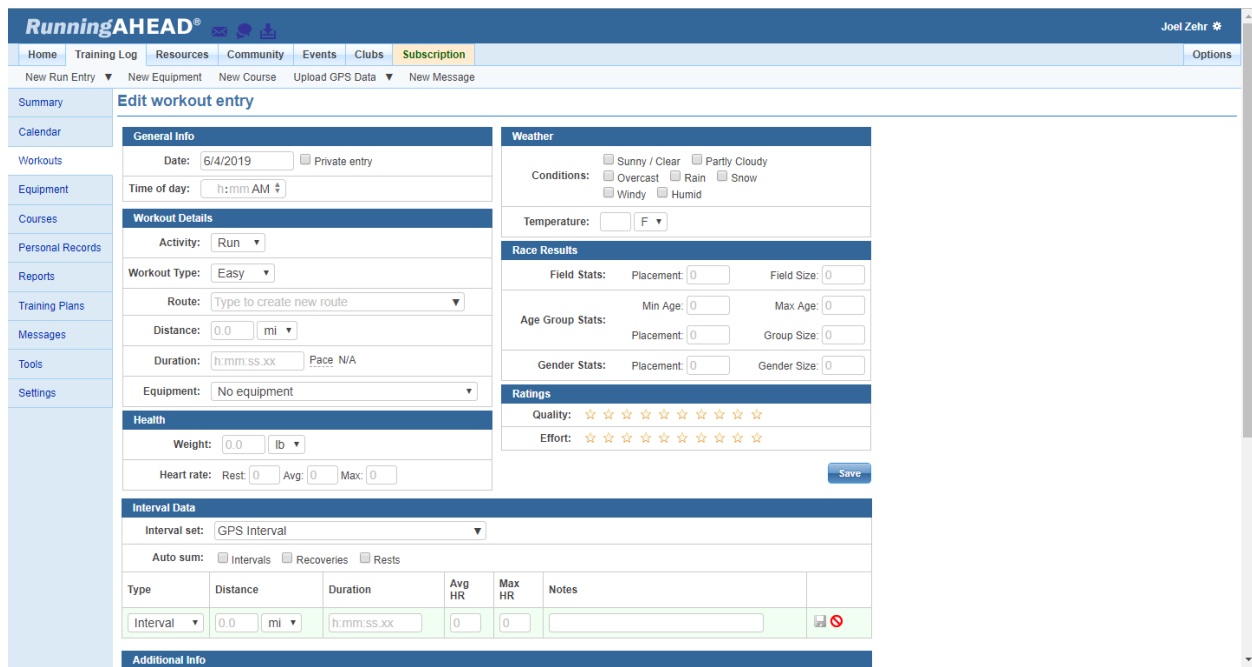 RunningAHEAD®
Joel Zehr
Home Training Log Resources Community Events Clubs Subscription Options
New Run Entry ▼ New Equipment New Course Upload GPS Data ▼ New Message
Summary
Calendar
Workouts
Equipment
Courses
Personal Records
Reports
Training Plans
Messages
Tools
Settings
Edit workout entry
General Info
Date: 6/4/2019 Private entry
Time of day: h:mm AM
Workout Details
Activity: Run
Workout Type: Easy
Route: Type to create new route
Distance: 0.0 mi
Duration: h:mm:ss.xx Pace N/A
Equipment: No equipment
Health
Weight: 0.0 lb
Heart rate: Rest: 0 Avg: 0 Max: 0
Weather
Conditions: Sunny / Clear Partly Cloudy
Overcast Rain Snow
Windy Humid
Temperature: F
Race Results
Field Stats: Placement: 0 Field Size: 0
Age Group Stats: Min Age: 0 Max Age: 0
Placement: 0 Group Size: 0
Gender Stats: Placement: 0 Gender Size: 0
Ratings
Quality:
Effort:
Save
Interval Data
Interval set: GPS Interval
Auto sum: Intervals Recoveries Rests
Type Distance Duration Avg HR Max HR Notes
Interval 0.0 mi h:mm:ss.xx 0 0
Additional Info